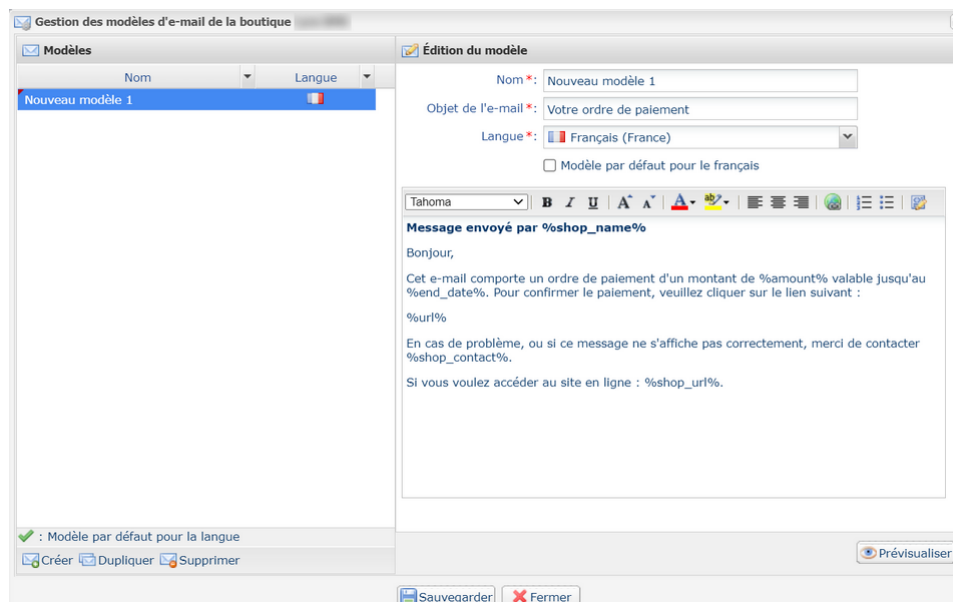 Gestion des modèles d'e-mail de la boutique
Modèles
Nom
Langue
Nouveau modèle 1
: Modèle par défaut pour la langue
Créer Dupliquer Supprimer
Édition du modèle
Nom *: Nouveau modèle 1
Objet de l'e-mail *: Votre ordre de paiement
Langue *: Français (France)
Modèle par défaut pour le français
Tahoma B I U A A A ab
Message envoyé par %shop_name%
Bonjour,
Cet e-mail comporte un ordre de paiement d'un montant de %amount% valable jusqu'au
%end_date%. Pour confirmer le paiement, veuillez cliquer sur le lien suivant :
%url%
En cas de problème, ou si ce message ne s'affiche pas correctement, merci de contacter
%shop_contact%.
Si vous voulez accéder au site en ligne : %shop_url%.
Prévisualiser
Sauvegarder Fermer